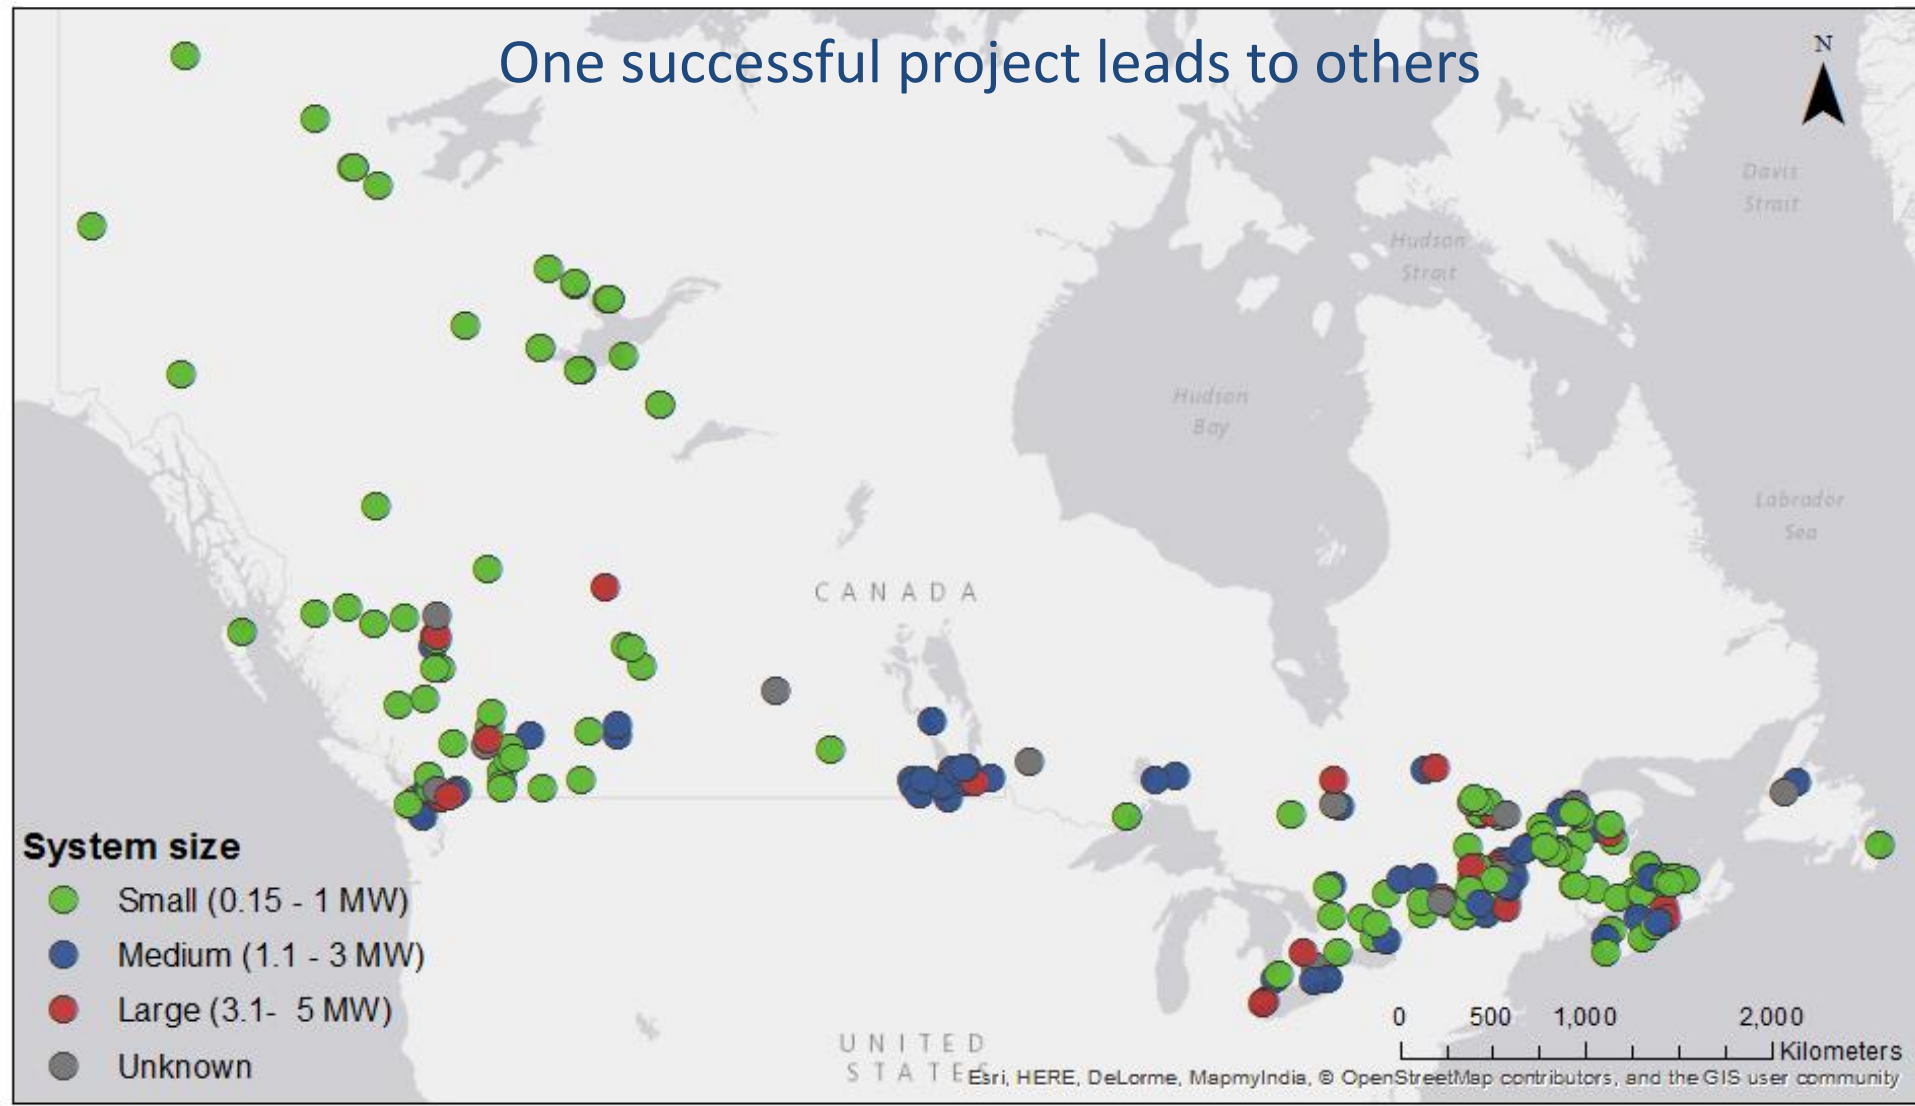 One successful project leads to others
N
Davis
Strait
Hudson
Strait
Hudson
Bay
Labrador
Sea
CANADA
System size
Small (0.15 - 1 MW)
Medium (1.1 - 3 MW)
Large (3.1-  5 MW)
Unknown
UNITED
STATES
0 500 1,000 2,000
Kilometers
Esri, HERE, DeLorme, MapmyIndia, © OpenStreetMap contributors, and the GIS user community